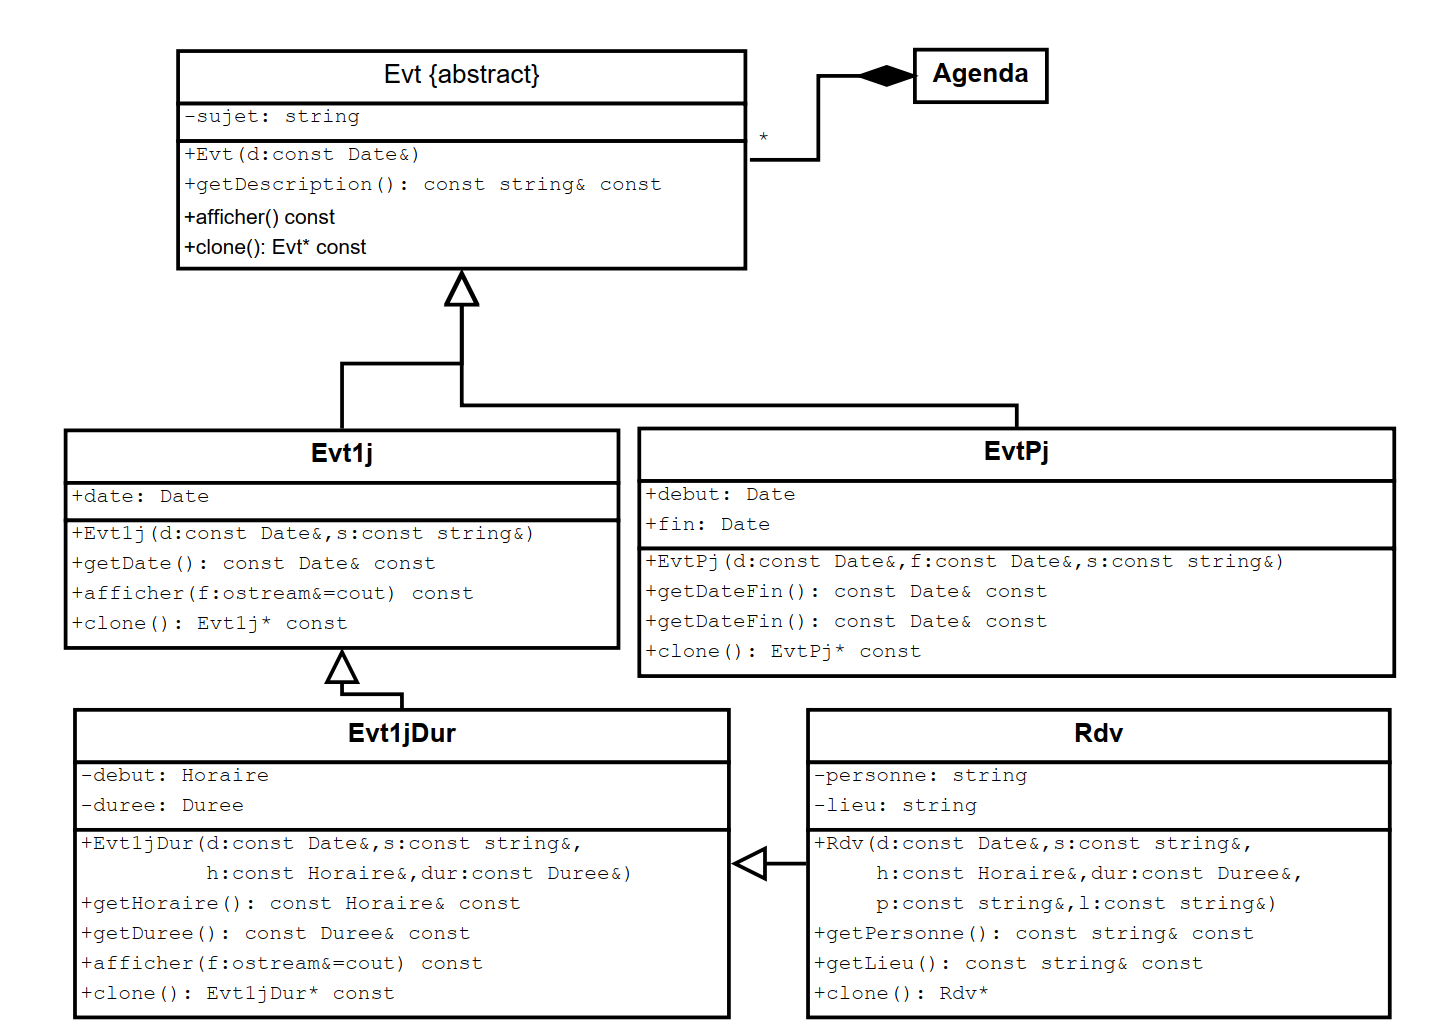 Evt {abstract}
-sujet: string
+Evt(d:const Date&)
+getDescription(): const string& const
+afficher() const
+clone(): Evt* const
Agenda
*
Evt1j
+date: Date
+Evt1j(d:const Date&,s:const string&)
+getDate(): const Date& const
+afficher(f:ostream&=cout) const
+clone(): Evt1j* const
EvtPj
+debut: Date
+fin: Date
+EvtPj(d:const Date&,f:const Date&,s:const string&)
+getDateFin(): const Date& const
+getDateFin(): const Date& const
+clone(): EvtPj* const
Evt1jDur
-debut: Horaire
-duree: Duree
+Evt1jDur(d:const Date&,s:const string&,
h:const Horaire&,dur:const Duree&)
+getHoraire(): const Horaire& const
+getDuree(): const Duree& const
+afficher(f:ostream&=cout) const
+clone(): Evt1jDur* const
Rdv
-personne: string
-lieu: string
+Rdv(d:const Date&,s:const string&,
h:const Horaire&,dur:const Duree&,
p:const string&,l:const string&)
+getPersonne(): const string& const
+getLieu(): const string& const
+clone(): Rdv*